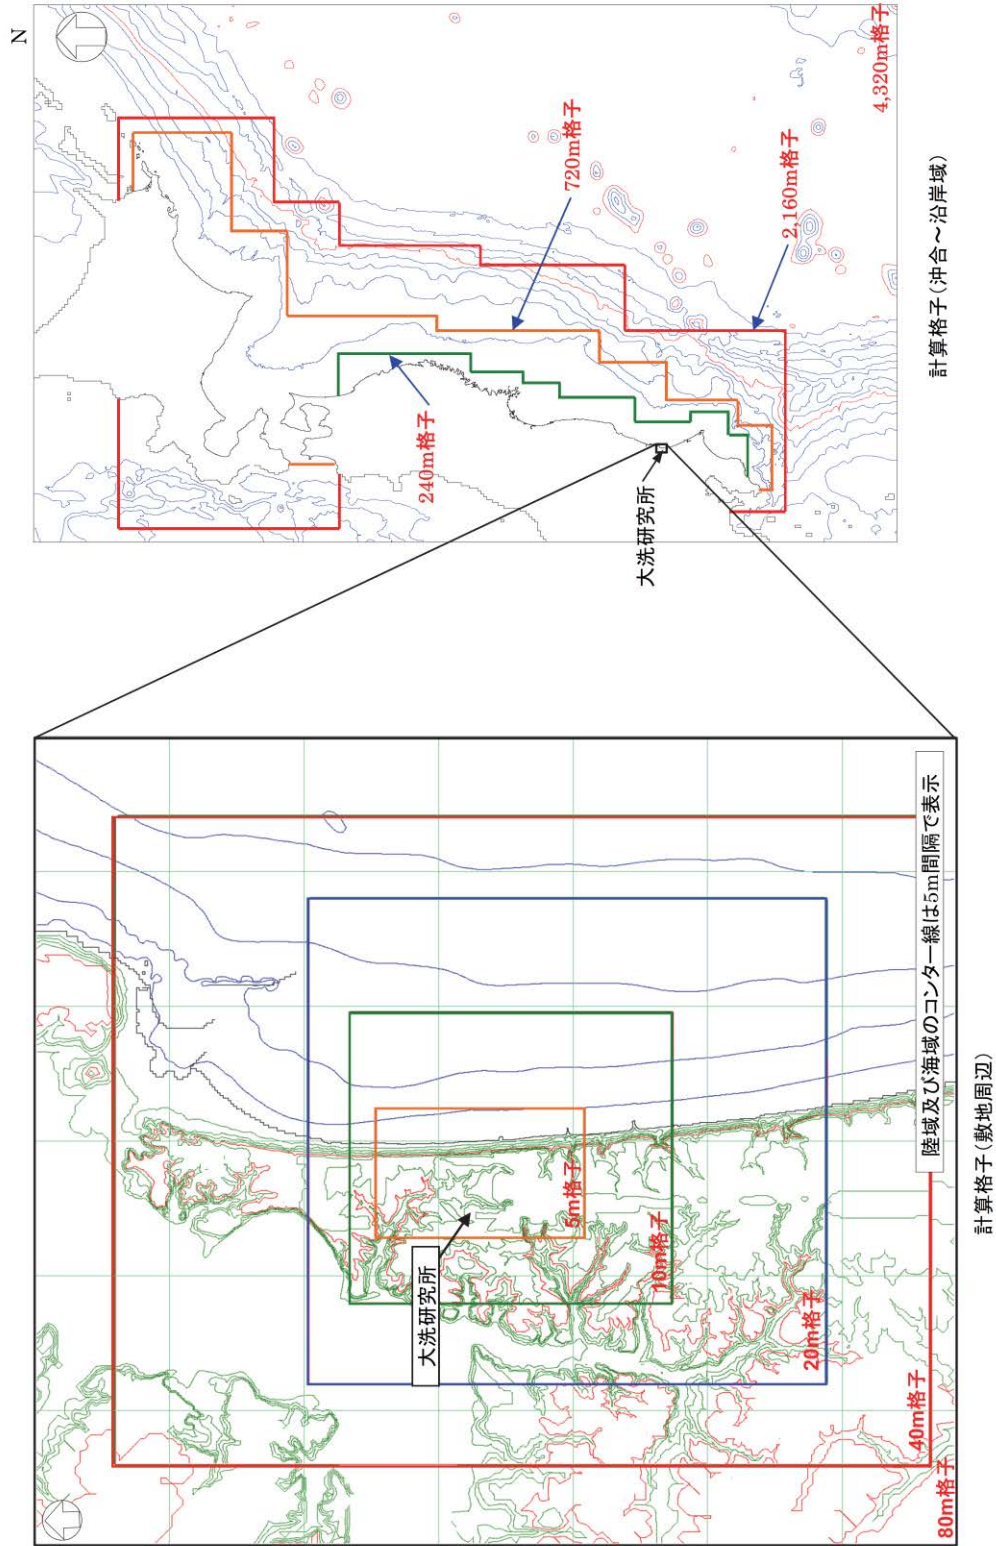 N
4,320m格子
720m格子
2,160m格子
240m格子
大洗研究所
計算格子(沖合～沿岸域)
大洗研究所
5m格子
10m格子
20m格子
40m格子
80m格子
陸域及び海域のコンター線は5m間隔で表示
計算格子(敷地周辺)